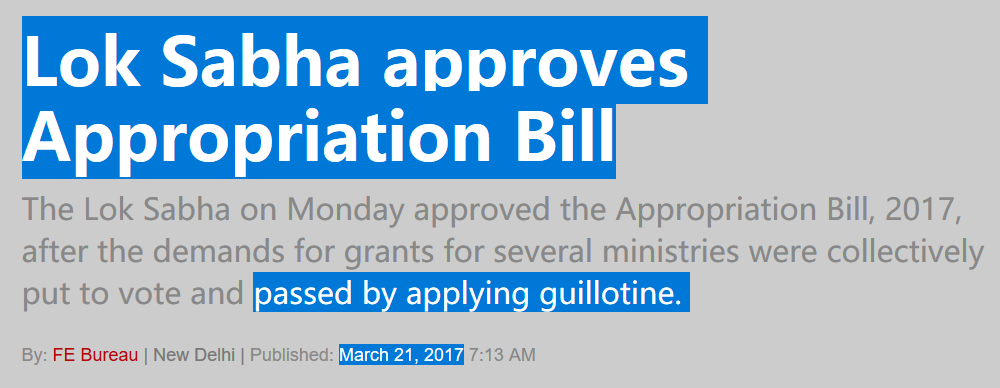 Lok Sabha approves
Appropriation Bill
The Lok Sabha on Monday approved the Appropriation Bill, 2017,
after the demands for grants for several ministries were collectively
put to vote and passed by applying guillotine.
By: FE Bureau | New Delhi | Published: March 21, 2017 7:13 AM